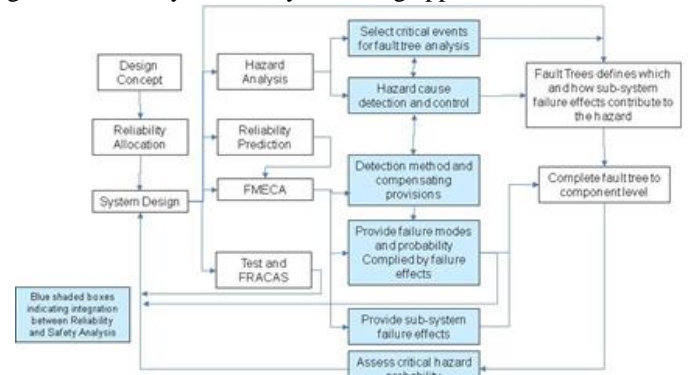 Select critical events
for fault tree analysis
Design
Concept
Hazard
Analysis
Fault Trees defines which
and how sub-system
failure effects contribute to
the hazard
Hazard cause
detection and control
Reliability
Allocation
Reliability
Prediction
Detection method and
compensating
provisions
Complete fault tree to
component level
System Design
FMECA
Provide failure modes
and probability
Complied by failure
effects
Test and
FRACAS
Blue shaded boxes
indicating integration
between Reliability
and Safety Analysis
Provide sub-system
failure effects
Assess critical hazard